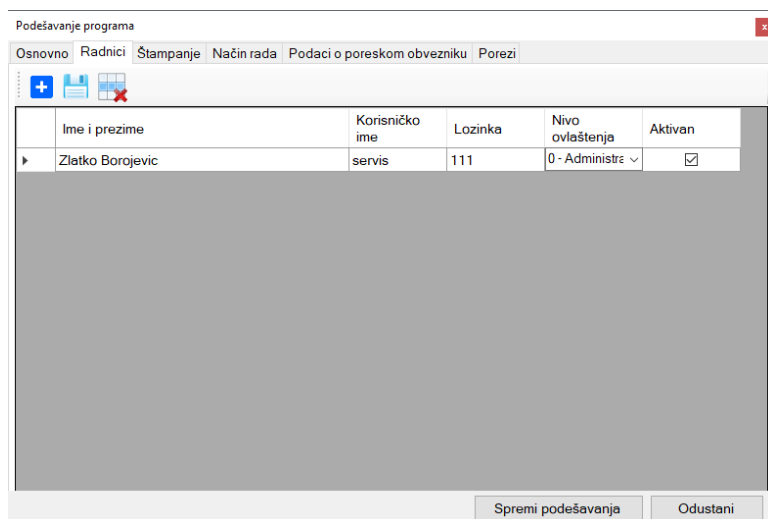 Podešavanje programa
x
Osnovno Radnici Štampanje Način rada Podaci o poreskom obvezniku Porezi
Ime i prezime Korisničko ime Lozinka Nivo ovlaštenja Aktivan
Zlatko Borojevic servis 111 0 - Administra
Spremi podešavanja Odustani